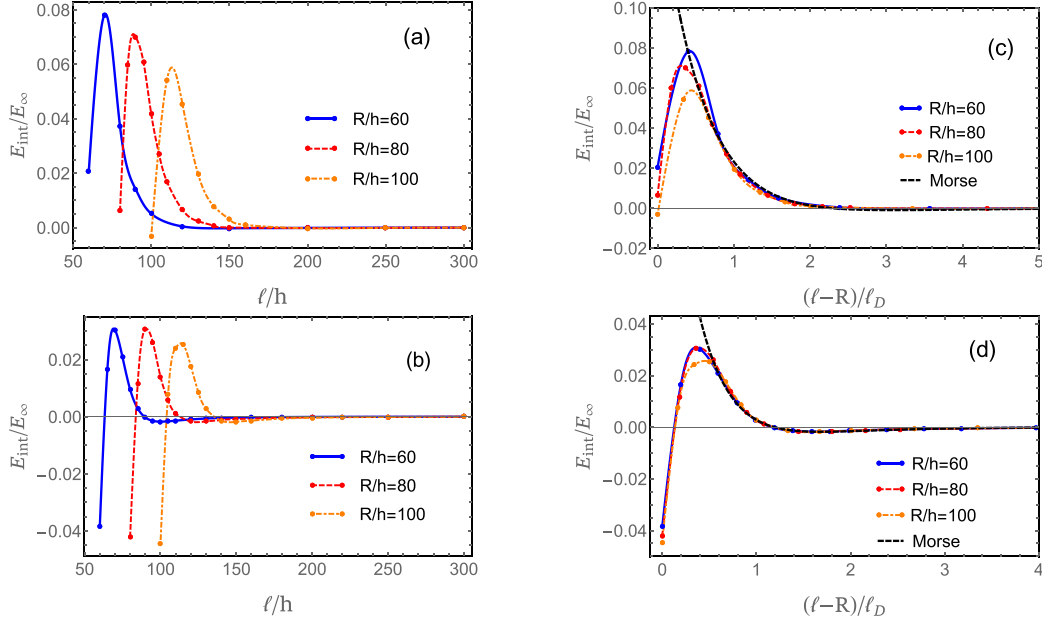 (a)
E_int/E_∞
0.08
0.06
0.04
0.02
0.00
R/h=60
R/h=80
R/h=100
50 100 150 200 250 300
ℓ/h
(c)
E_int/E_∞
0.10
0.08
0.06
0.04
0.02
0.00
−0.02
R/h=60
R/h=80
R/h=100
Morse
0 1 2 3 4 5
(ℓ−R)/ℓ_D
(b)
E_int/E_∞
0.02
0.00
−0.02
−0.04
R/h=60
R/h=80
R/h=100
50 100 150 200 250 300
ℓ/h
(d)
E_int/E_∞
0.04
0.02
0.00
−0.02
−0.04
R/h=60
R/h=80
R/h=100
Morse
0 1 2 3 4
(ℓ−R)/ℓ_D